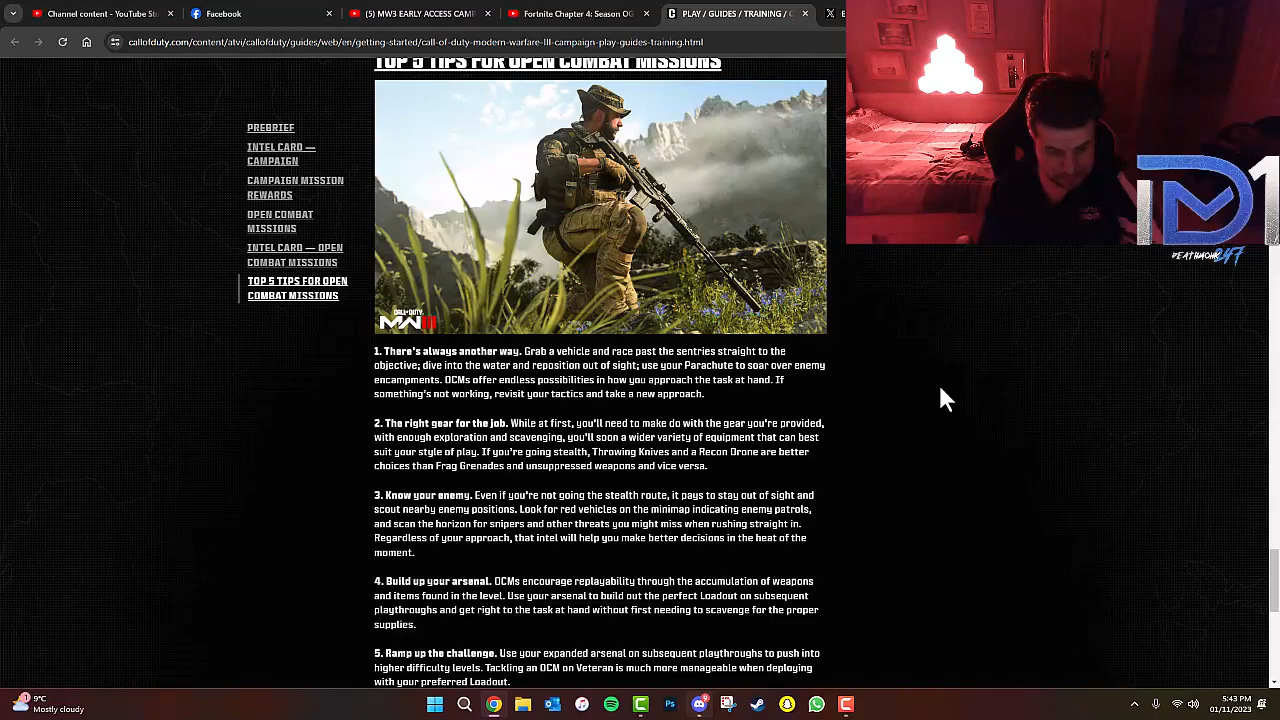 Channel content - YouTube St
Facebook
(5) MW3 EARLY ACCESS CAMP
Fortnite Chapter 4: Season OG
PLAY / GUIDES / TRAINING / C
callofduty.com/content/atvi/callofduty/guides/web/en/getting-started/call-of-duty-modern-warfare-III-campaign-play-guides-training.html
TOP 5 TIPS FOR OPEN COMBAT MISSIONS
PREBRIEF
INTEL CARD —
CAMPAIGN
CAMPAIGN MISSION
REWARDS
OPEN COMBAT
MISSIONS
INTEL CARD — OPEN
COMBAT MISSIONS
TOP 5 TIPS FOR OPEN
COMBAT MISSIONS
CALL OF DUTY
MWIII
DM1
247
1. There's always another way. Grab a vehicle and race past the sentries straight to the
objective; dive into the water and reposition out of sight; use your Parachute to soar over enemy
encampments. OCMs offer endless possibilities in how you approach the task at hand. If
something's not working, revisit your tactics and take a new approach.
2. The right gear for the job. While at first, you'll need to make do with the gear you're provided,
with enough exploration and scavenging, you'll soon a wider variety of equipment that can best
suit your style of play. If you're going stealth, Throwing Knives and a Recon Drone are better
choices than Frag Grenades and unsuppressed weapons and vice versa.
3. Know your enemy. Even if you're not going the stealth route, it pays to stay out of sight and
scout nearby enemy positions. Look for red vehicles on the minimap indicating enemy patrols,
and scan the horizon for snipers and other threats you might miss when rushing straight in.
Regardless of your approach, that intel will help you make better decisions in the heat of the
moment.
4. Build up your arsenal. OCMs encourage replayability through the accumulation of weapons
and items found in the level. Use your arsenal to build out the perfect Loadout on subsequent
playthroughs and get right to the task at hand without first needing to scavenge for the proper
supplies.
5. Ramp up the challenge. Use your expanded arsenal on subsequent playthroughs to push into
higher difficulty levels. Tackling an OCM on Veteran is much more manageable when deploying
with your preferred Loadout.
1
9°C
Mostly cloudy
9
5:43 PM
01/11/2023